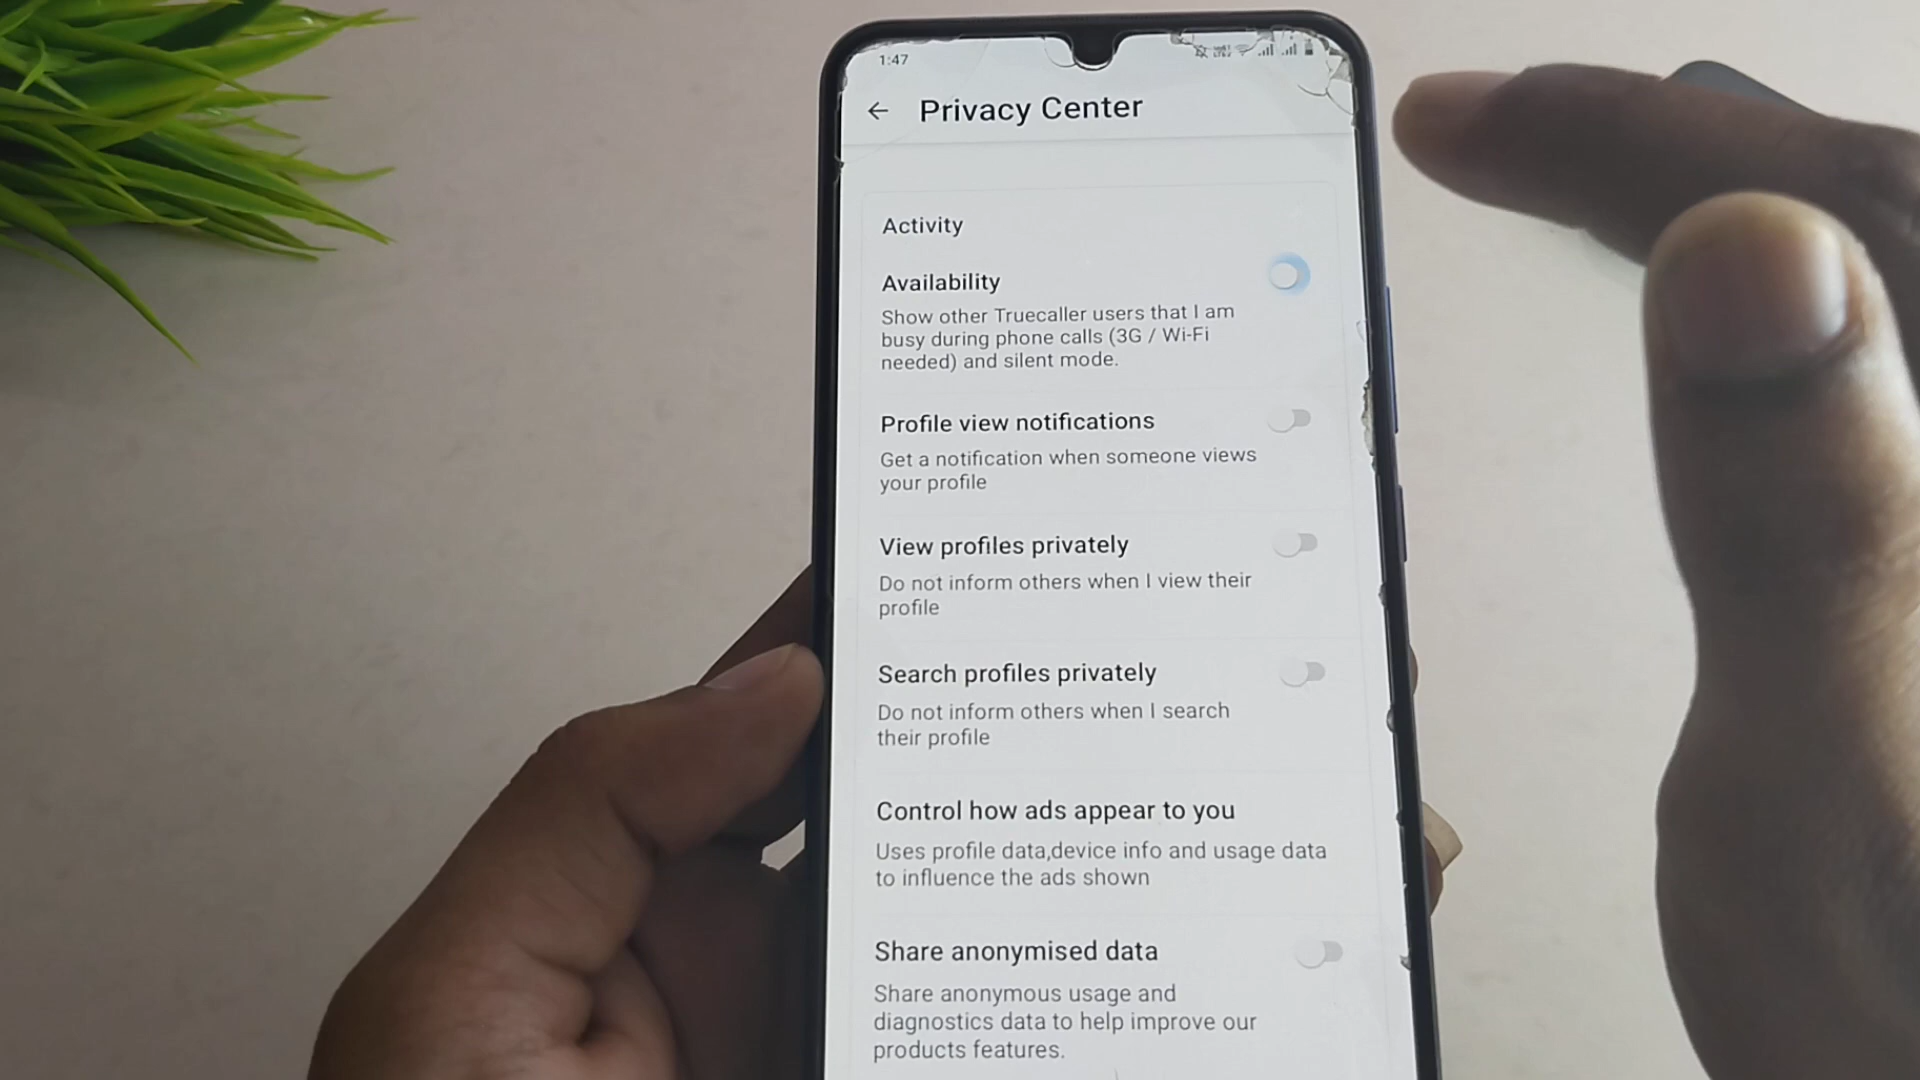 1:47
Privacy Center
Activity
Availability
Show other Truecaller users that I am
busy during phone calls (3G / Wi-Fi
needed) and silent mode.
Profile view notifications
Get a notification when someone views
your profile
View profiles privately
Do not inform others when I view their
profile
Search profiles privately
Do not inform others when I search
their profile
Control how ads appear to you
Uses profile data,device info and usage data
to influence the ads shown
Share anonymised data
Share anonymous usage and
diagnostics data to help improve our
products features.